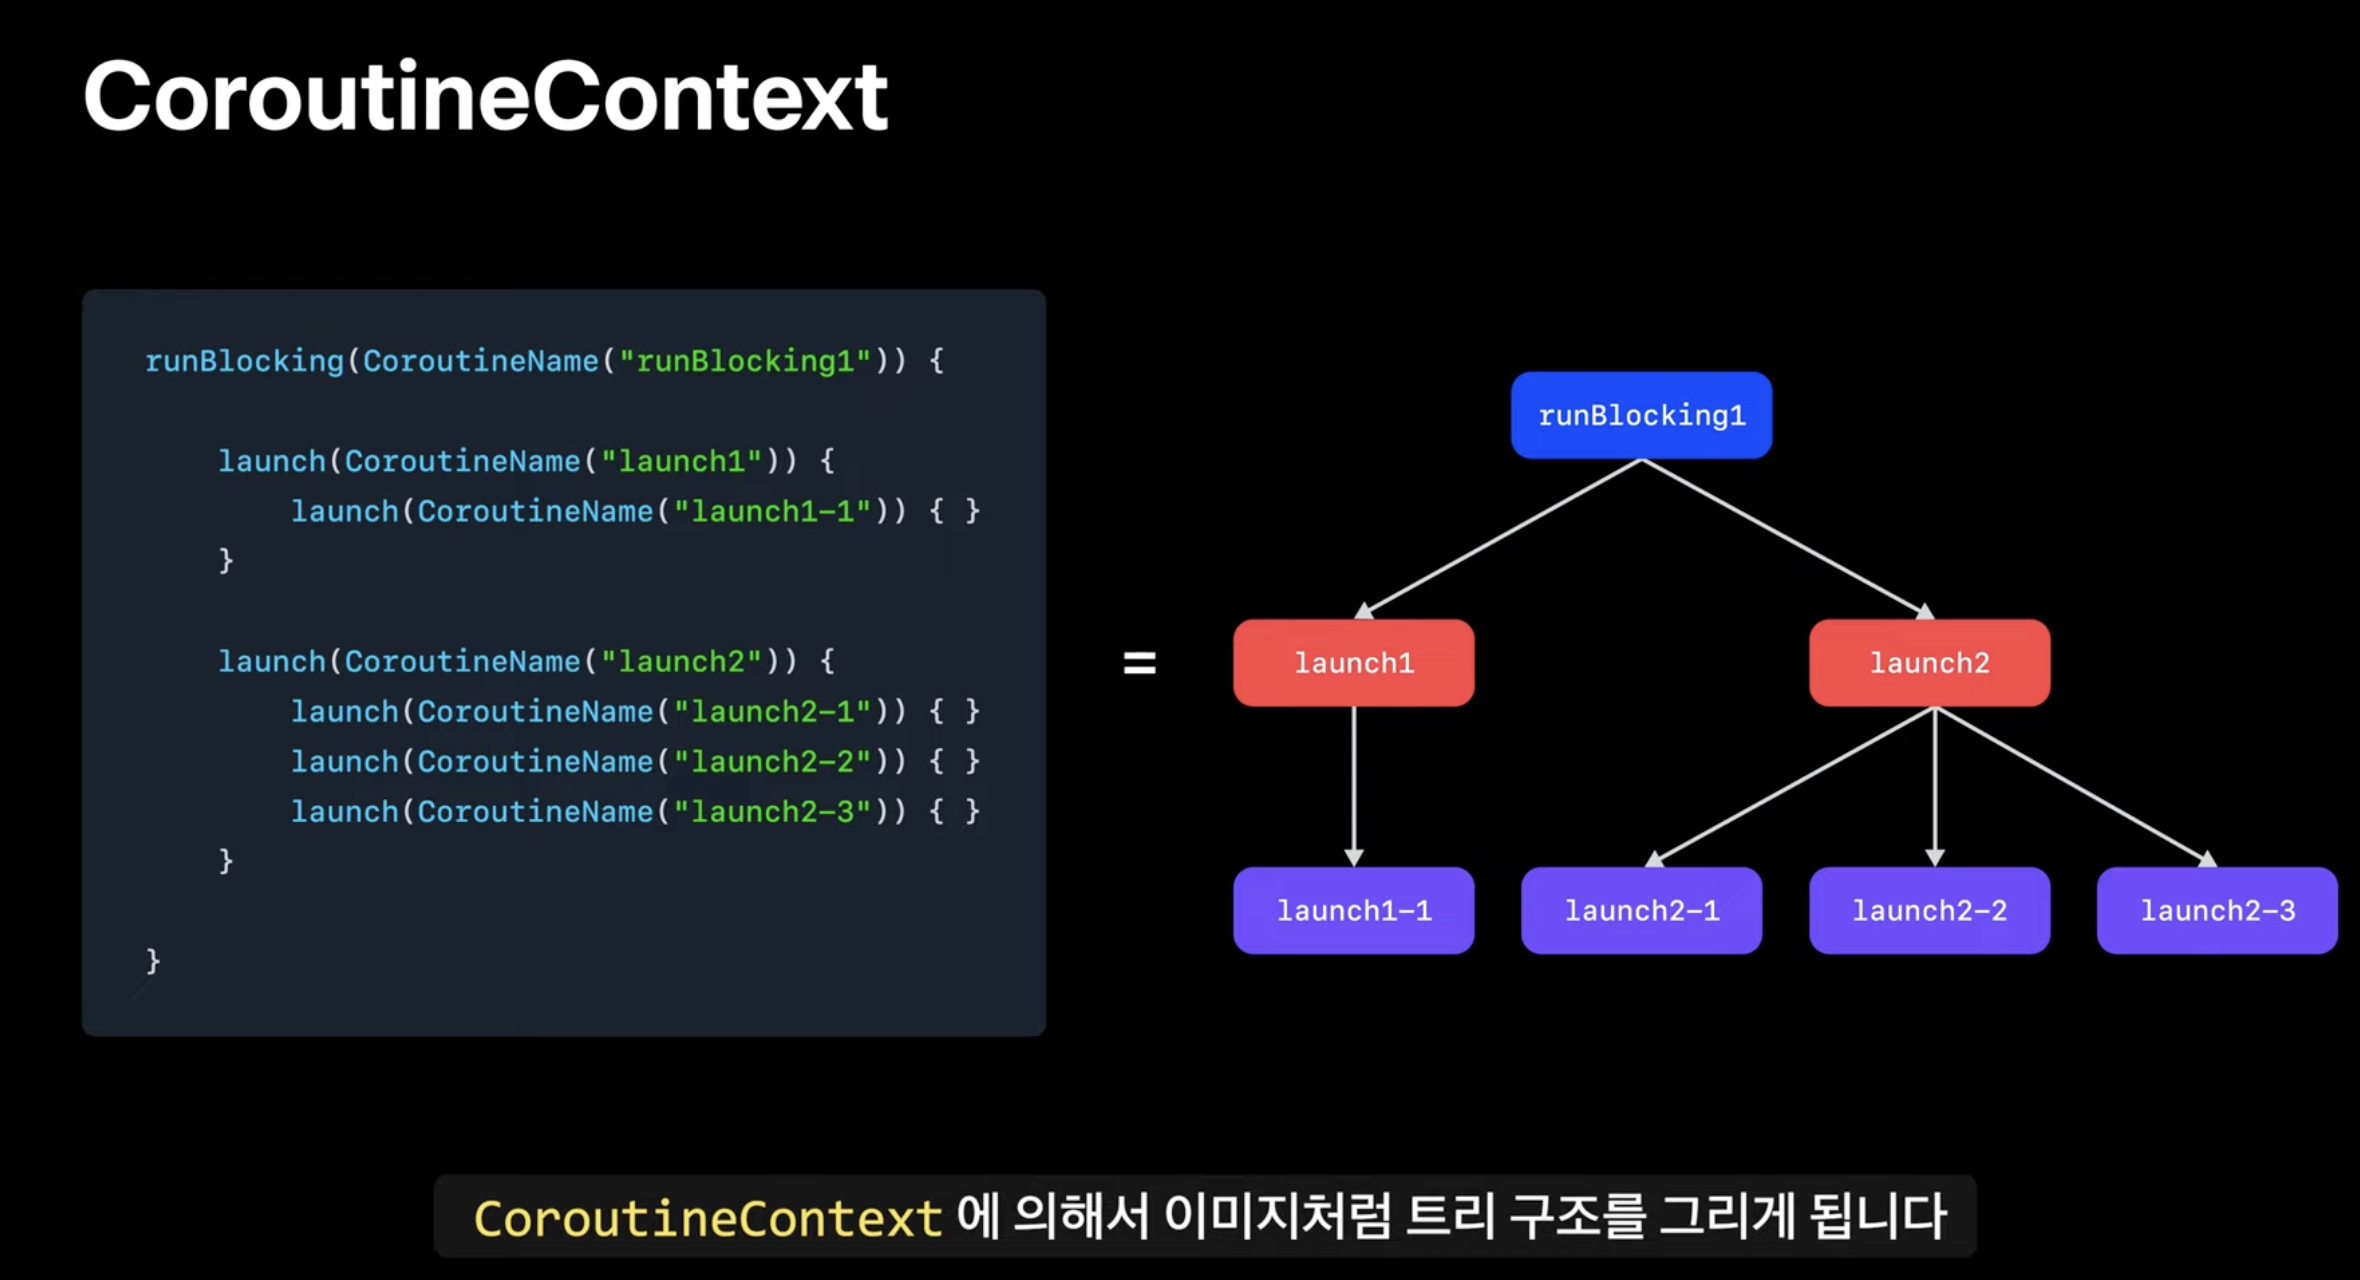 CoroutineContext
runBlocking(CoroutineName("runBlocking1")) {
launch(CoroutineName("launch1")) {
launch(CoroutineName("launch1-1")) { }
}
launch(CoroutineName("launch2")) {
launch(CoroutineName("launch2-1")) { }
launch(CoroutineName("launch2-2")) { }
launch(CoroutineName("launch2-3")) { }
}
}
=
runBlocking1
launch1
launch2
launch1-1
launch2-1
launch2-2
launch2-3
CoroutineContext 에 의해서 이미지처럼 트리 구조를 그리게 됩니다